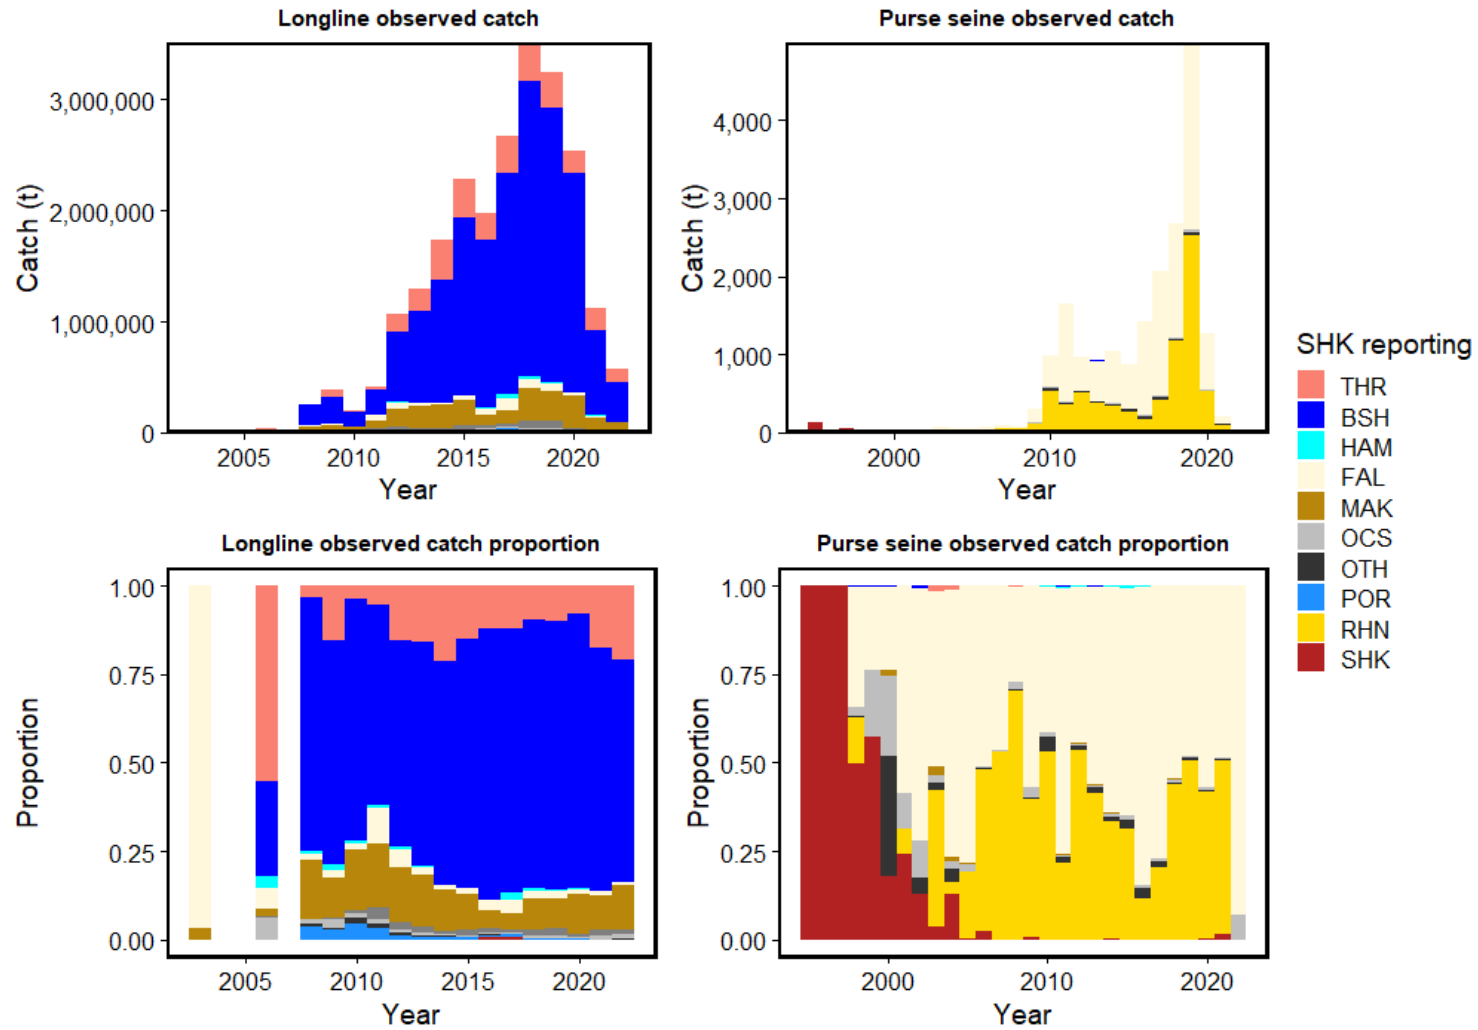 Longline observed catch
Catch (t)
3,000,000
2,000,000
1,000,000
0
2005 2010 2015 2020
Year
Purse seine observed catch
Catch (t)
4,000
3,000
2,000
1,000
0
2000 2010 2020
Year
Longline observed catch proportion
Proportion
1.00
0.75
0.50
0.25
0.00
2005 2010 2015 2020
Year
Purse seine observed catch proportion
Proportion
1.00
0.75
0.50
0.25
0.00
2000 2010 2020
Year
SHK reporting
THR
BSH
HAM
FAL
MAK
OCS
OTH
POR
RHN
SHK